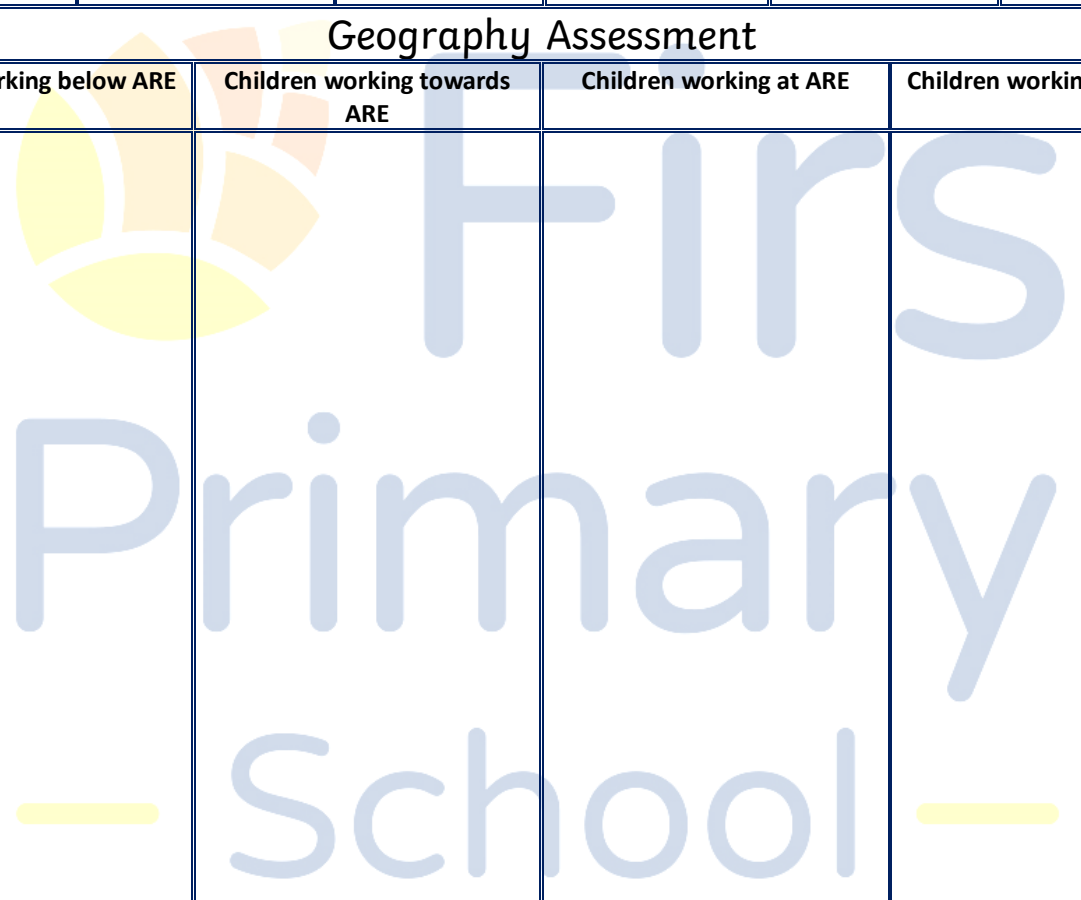 Geography Assessment
rking below ARE
Children working towards
ARE
Children working at ARE
Children workin
Firs
Primary
School